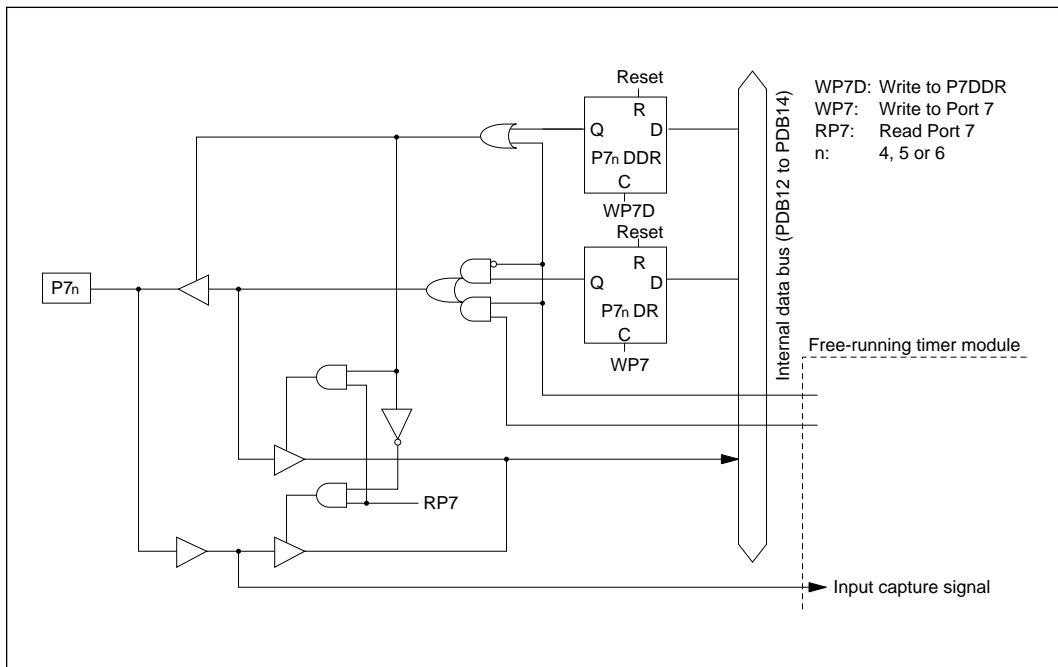 Reset
R
Q D
P7n DDR
C
WP7D
Reset
R
Q D
P7n DR
C
WP7
P7n
RP7
Internal data bus (PDB12 to PDB14)
WP7D: Write to P7DDR
WP7: Write to Port 7
RP7: Read Port 7
n: 4, 5 or 6
Free-running timer module
Input capture signal